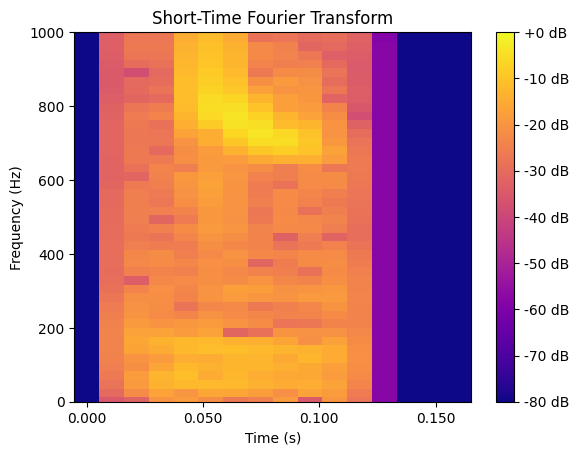 Short-Time Fourier Transform
1000
800
600
400
200
0
Frequency (Hz)
0.000
0.050
0.100
0.150
Time (s)
+0 dB
-10 dB
-20 dB
-30 dB
-40 dB
-50 dB
-60 dB
-70 dB
-80 dB